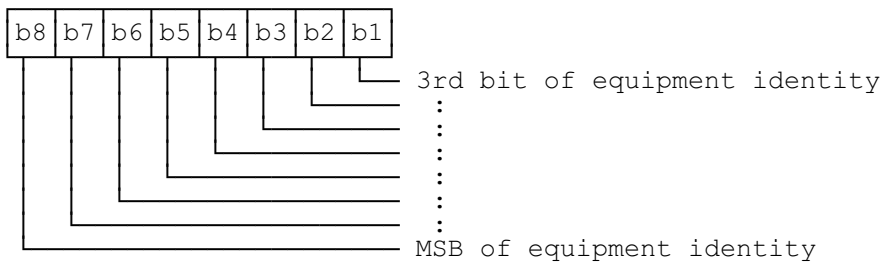 b8 b7 b6 b5 b4 b3 b2 b1
3rd bit of equipment identity
:
:
:
:
:
:
MSB of equipment identity